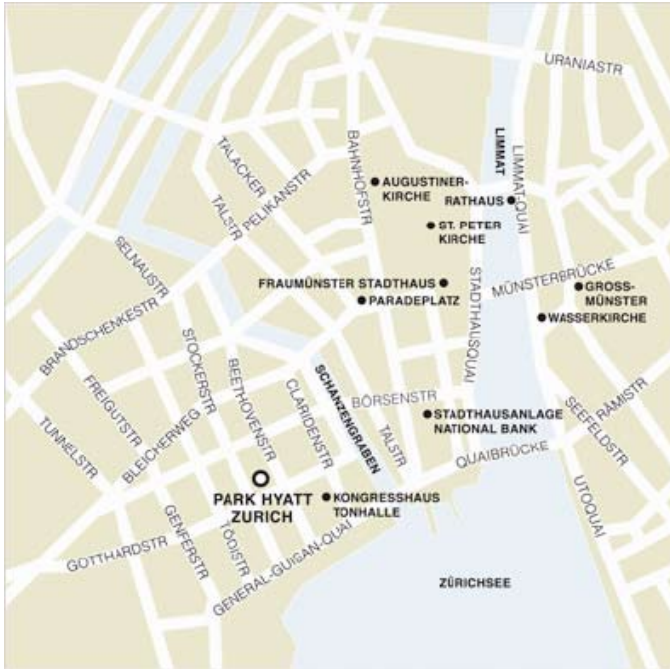 URANIASTR
LIMMAT
LIMMAT-QUAI
BAHNHOFSTR
TALACKER
PELIKANSTR
TALSTR
AUGUSTINER-
KIRCHE
RATHAUS
ST. PETER
KIRCHE
SELNAUSTR
FRAUMÜNSTER STADTHAUS
PARADEPLATZ
STADTHAUSQUAI
MÜNSTERBRÜCKE
GROSS-
MÜNSTER
WASSERKIRCHE
BRANDSCHENKESTR
STOCKERSTR
BEETHOVENSTR
FREIGUTSTR
TUNNELSTR
BLEICHERWEG
CLARIDENSTR
SCHANZENGRABEN
BÖRSENSTR
TALSTR
STADTHAUSANLAGE
NATIONAL BANK
QUAIBRÜCKE
RÄMISTR
SEEFELDSTR
UTOQUAI
PARK HYATT
ZURICH
KONGRESSHAUS
TONHALLE
GOTTHARDSTR
GENFERSTR
TÖDISTR
GENERAL-GUISAN-QUAI
ZÜRICHSEE